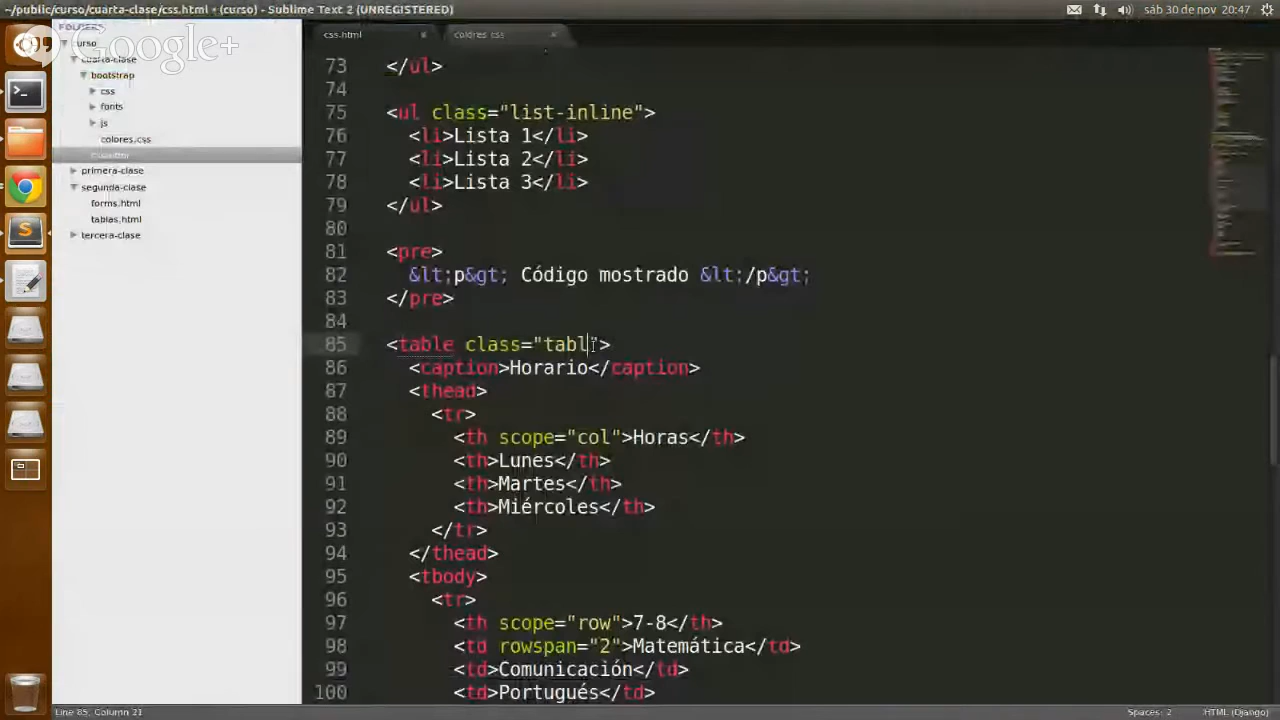 ~/public/curso/cuarta-clase/css.html • (curso) - Sublime Text 2 (UNREGISTERED)
sáb 30 de nov 20:47
FOLDERS
curso
cuarta-clase
bootstrap
css
fonts
js
colores.css
css.html
primera-clase
segunda-clase
forms.html
tablas.html
tercera-clase
Google+
css.html
colores.css
73 </ul>
74
75 <ul class="list-inline">
76 <li>Lista 1</li>
77 <li>Lista 2</li>
78 <li>Lista 3</li>
79 </ul>
80
81 <pre>
82 &lt;p&gt; Código mostrado &lt;/p&gt;
83 </pre>
84
85 <table class="tabl">
86 <caption>Horario</caption>
87 <thead>
88 <tr>
89 <th scope="col">Horas</th>
90 <th>Lunes</th>
91 <th>Martes</th>
92 <th>Miércoles</th>
93 </tr>
94 </thead>
95 <tbody>
96 <tr>
97 <th scope="row">7-8</th>
98 <td rowspan="2">Matemática</td>
99 <td>Comunicación</td>
100 <td>Portugués</td>
Line 85, Column 21
Spaces: 2
HTML (Django)